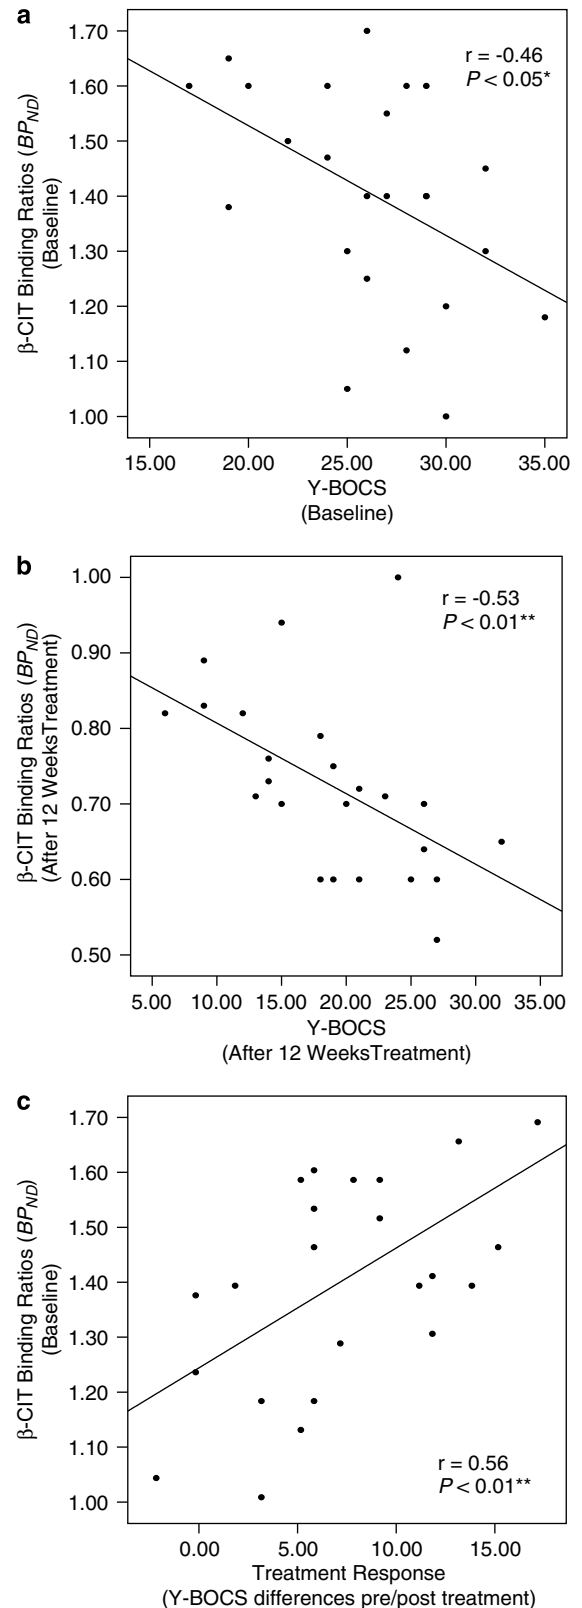 a
1.70
1.60
1.50
1.40
1.30
1.20
1.10
1.00
β-CIT Binding Ratios (BPND)
(Baseline)
r = -0.46
P < 0.05*
15.00 20.00 25.00 30.00 35.00
Y-BOCS
(Baseline)
b
1.00
0.90
0.80
0.70
0.60
0.50
β-CIT Binding Ratios (BPND)
(After 12 WeeksTreatment)
r = -0.53
P < 0.01**
5.00 10.00 15.00 20.00 25.00 30.00 35.00
Y-BOCS
(After 12 WeeksTreatment)
c
1.70
1.60
1.50
1.40
1.30
1.20
1.10
1.00
β-CIT Binding Ratios (BPND)
(Baseline)
r = 0.56
P < 0.01**
0.00 5.00 10.00 15.00
Treatment Response
(Y-BOCS differences pre/post treatment)